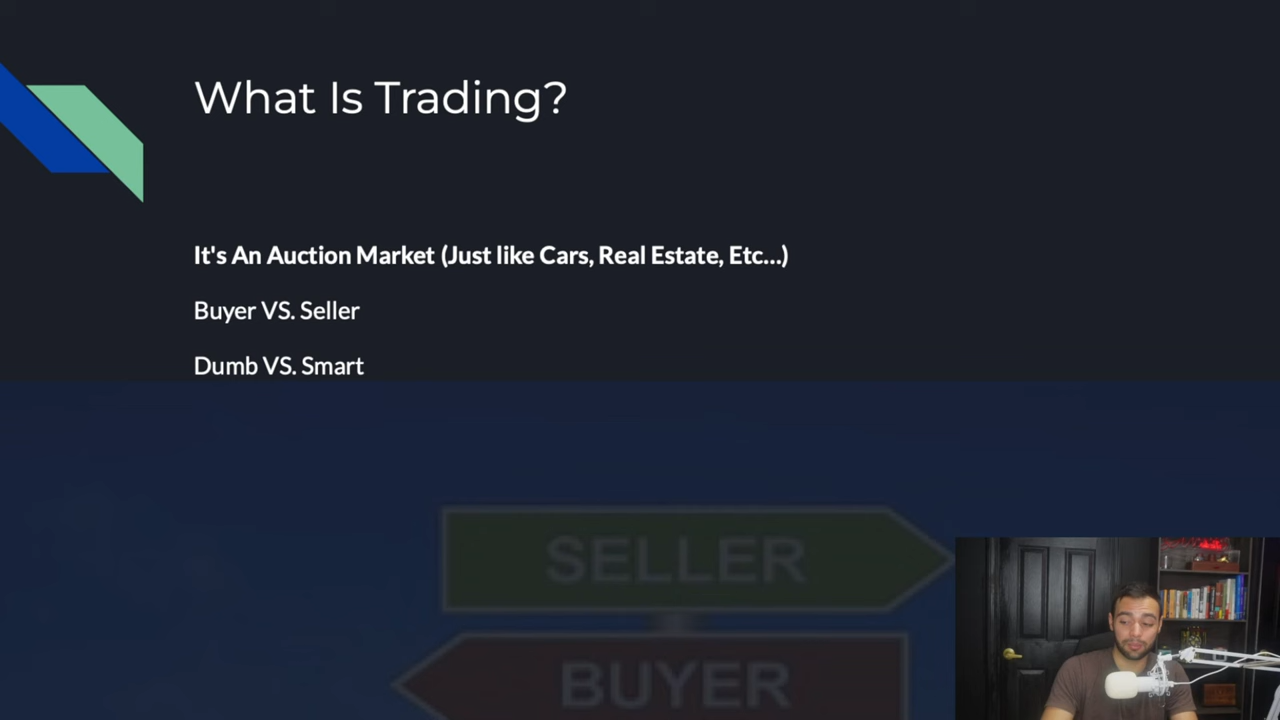 What Is Trading?
It's An Auction Market (Just like Cars, Real Estate, Etc...)
Buyer VS. Seller
Dumb VS. Smart
SELLER
BUYER